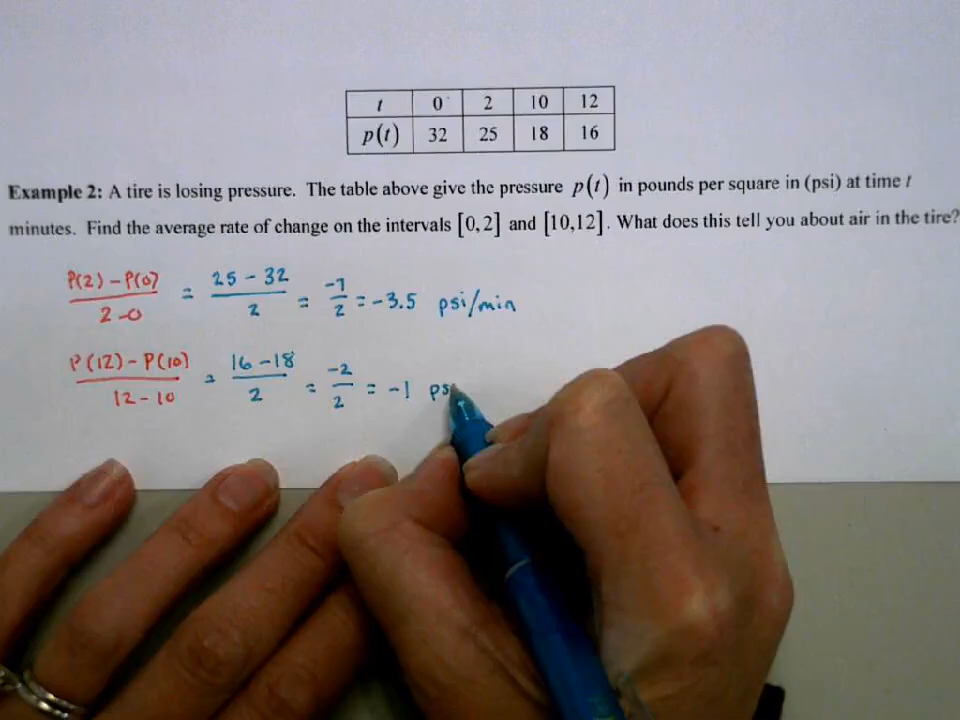 t 0 2 10 12
p(t) 32 25 18 16
Example 2: A tire is losing pressure. The table above give the pressure p(t) in pounds per square in (psi) at time t
minutes. Find the average rate of change on the intervals [0,2] and [10,12]. What does this tell you about air in the tire?
P(2) - P(0) / 2-0 = 25 - 32 / 2 = -7/2 = -3.5 psi/min
P(12) - P(10) / 12 - 10 = 16 - 18 / 2 = -2/2 = -1 ps